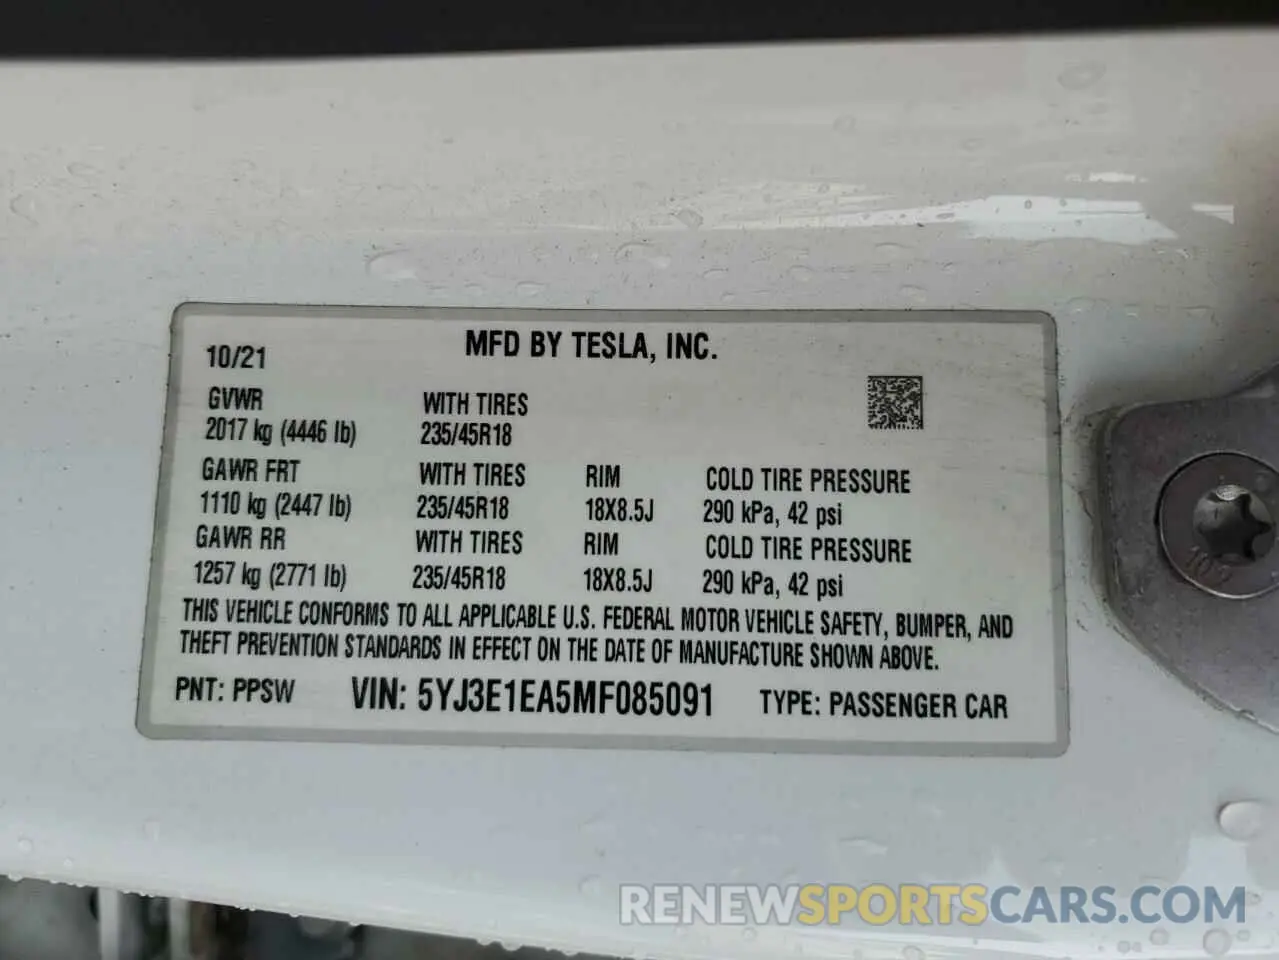 MFD BY TESLA, INC.
10/21
GVWR WITH TIRES
2017 kg (4446 lb) 235/45R18
GAWR FRT WITH TIRES RIM COLD TIRE PRESSURE
1110 kg (2447 lb) 235/45R18 18X8.5J 290 kPa, 42 psi
GAWR RR WITH TIRES RIM COLD TIRE PRESSURE
1257 kg (2771 lb) 235/45R18 18X8.5J 290 kPa, 42 psi
THIS VEHICLE CONFORMS TO ALL APPLICABLE U.S. FEDERAL MOTOR VEHICLE SAFETY, BUMPER, AND
THEFT PREVENTION STANDARDS IN EFFECT ON THE DATE OF MANUFACTURE SHOWN ABOVE.
PNT: PPSW VIN: 5YJ3E1EA5MF085091 TYPE: PASSENGER CAR
RENEWSPORTSCARS.COM